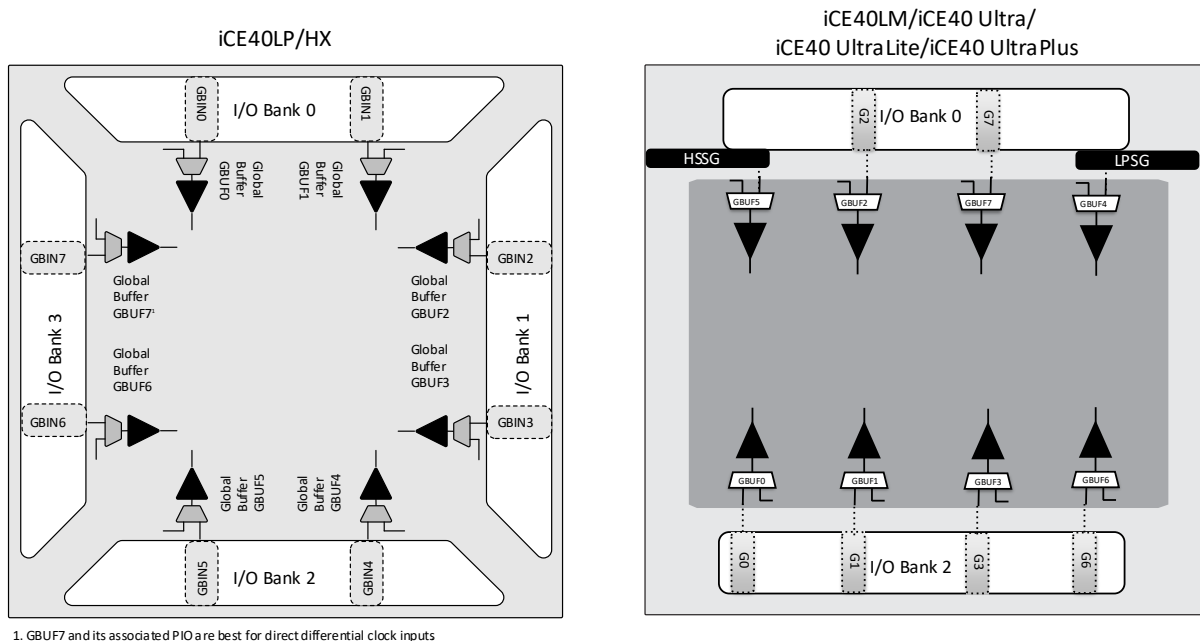 iCE40LP/HX
GBIN0
I/O Bank 0
GBIN1
Global
Buffer
GBUF0
Global
Buffer
GBUF1
GBIN7
Global
Buffer
GBUF7¹
GBIN2
Global
Buffer
GBUF2
I/O Bank 3
I/O Bank 1
Global
Buffer
GBUF6
Global
Buffer
GBUF3
GBIN6
GBIN3
Global
Buffer
GBUF5
Global
Buffer
GBUF4
GBIN5
I/O Bank 2
GBIN4
1. GBUF7 and its associated PIO are best for direct differential clock inputs
iCE40LM/iCE40 Ultra/
iCE40 UltraLite/iCE40 UltraPlus
G2
I/O Bank 0
G7
HSSG
LPSG
GBUF5
GBUF2
GBUF7
GBUF4
GBUF0
GBUF1
GBUF3
GBUF6
G0
G1
I/O Bank 2
G3
G6